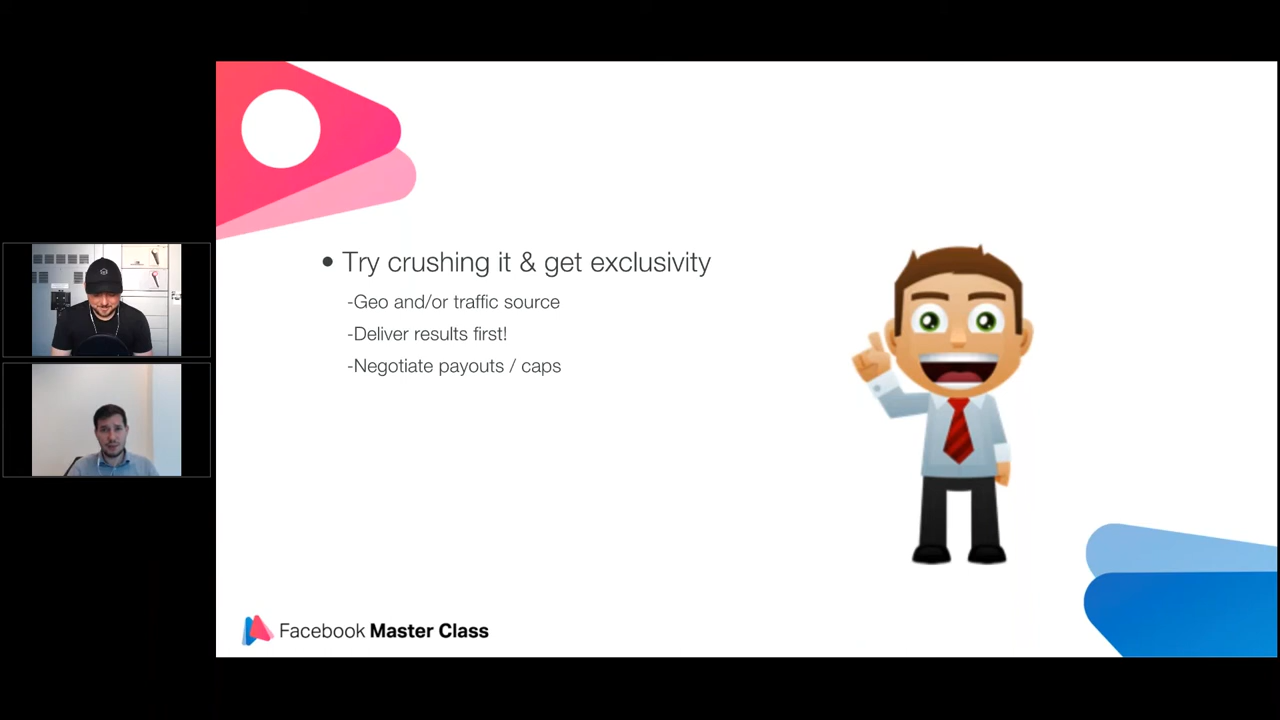 • Try crushing it & get exclusivity
-Geo and/or traffic source
-Deliver results first!
-Negotiate payouts / caps
Facebook Master Class